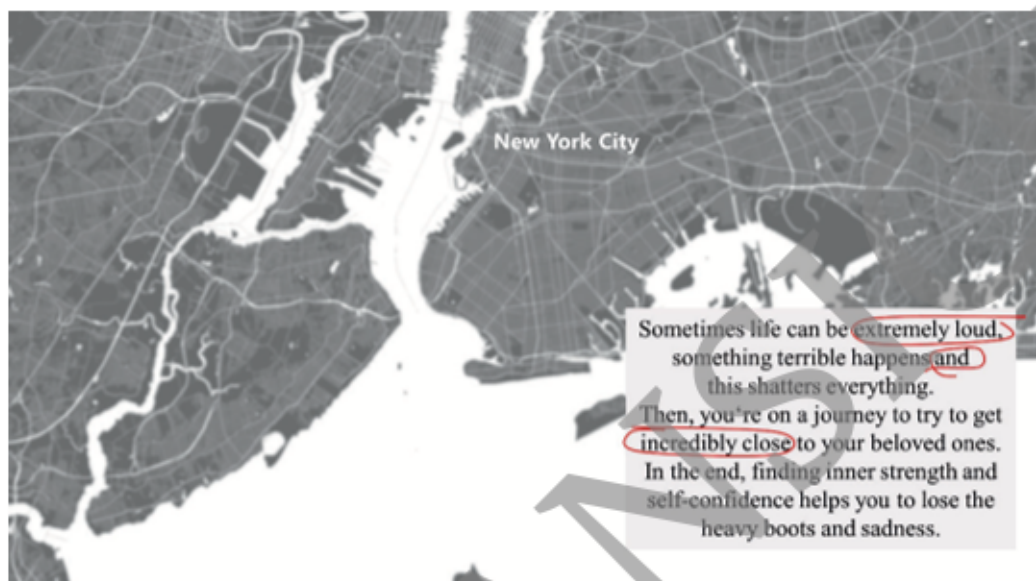 New York City
Sometimes life can be extremely loud,
something terrible happens and
this shatters everything.
Then, you're on a journey to try to get
incredibly close to your beloved ones.
In the end, finding inner strength and
self-confidence helps you to lose the
heavy boots and sadness.